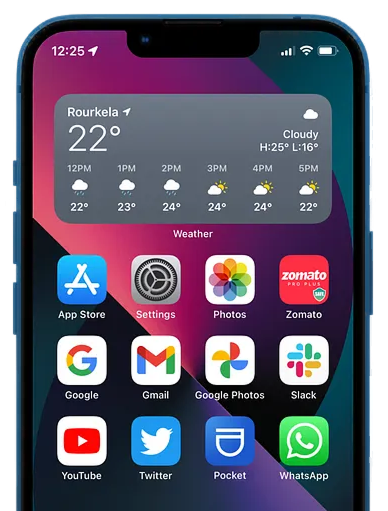 12:25
Rourkela
22°
Cloudy
H:25° L:16°
12PM 1PM 2PM 3PM 4PM 5PM
22° 23° 24° 24° 24° 22°
Weather
zomato
PRO PLUS
SAFE
App Store Settings Photos Zomato
Google Gmail Google Photos Slack
YouTube Twitter Pocket WhatsApp